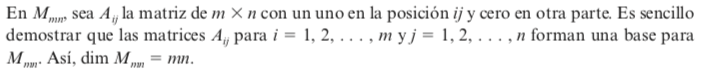 En M_{mn}, sea A_{ij} la matriz de m × n con un uno en la posición ij y cero en otra parte. Es sencillo
demostrar que las matrices A_{ij} para i = 1, 2, . . . , m y j = 1, 2, . . . , n forman una base para
M_{mn}. Así, dim M_{mn} = mn.